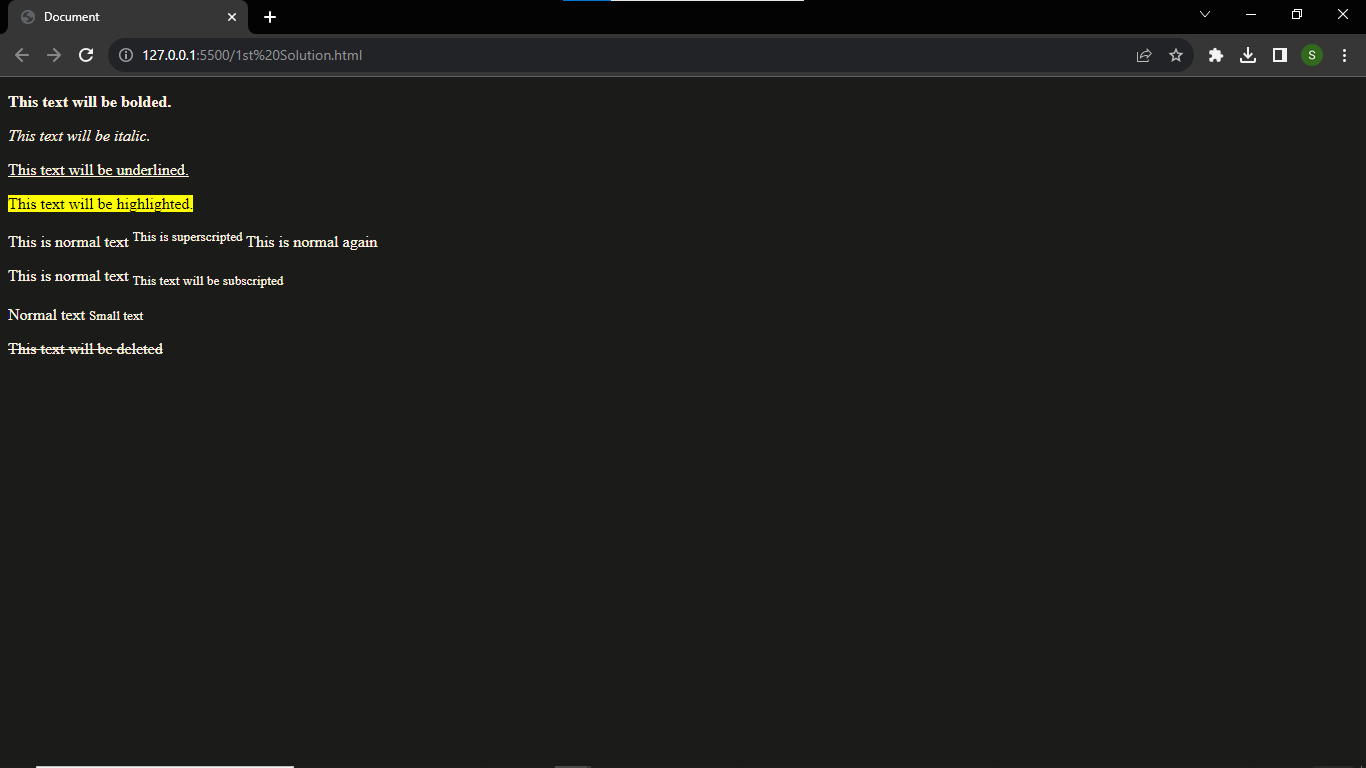 Document
127.0.0.1:5500/1st%20Solution.html
S
This text will be bolded.
This text will be italic.
This text will be underlined.
This text will be highlighted.
This is normal text This is superscripted This is normal again
This is normal text This text will be subscripted
Normal text Small text
This text will be deleted